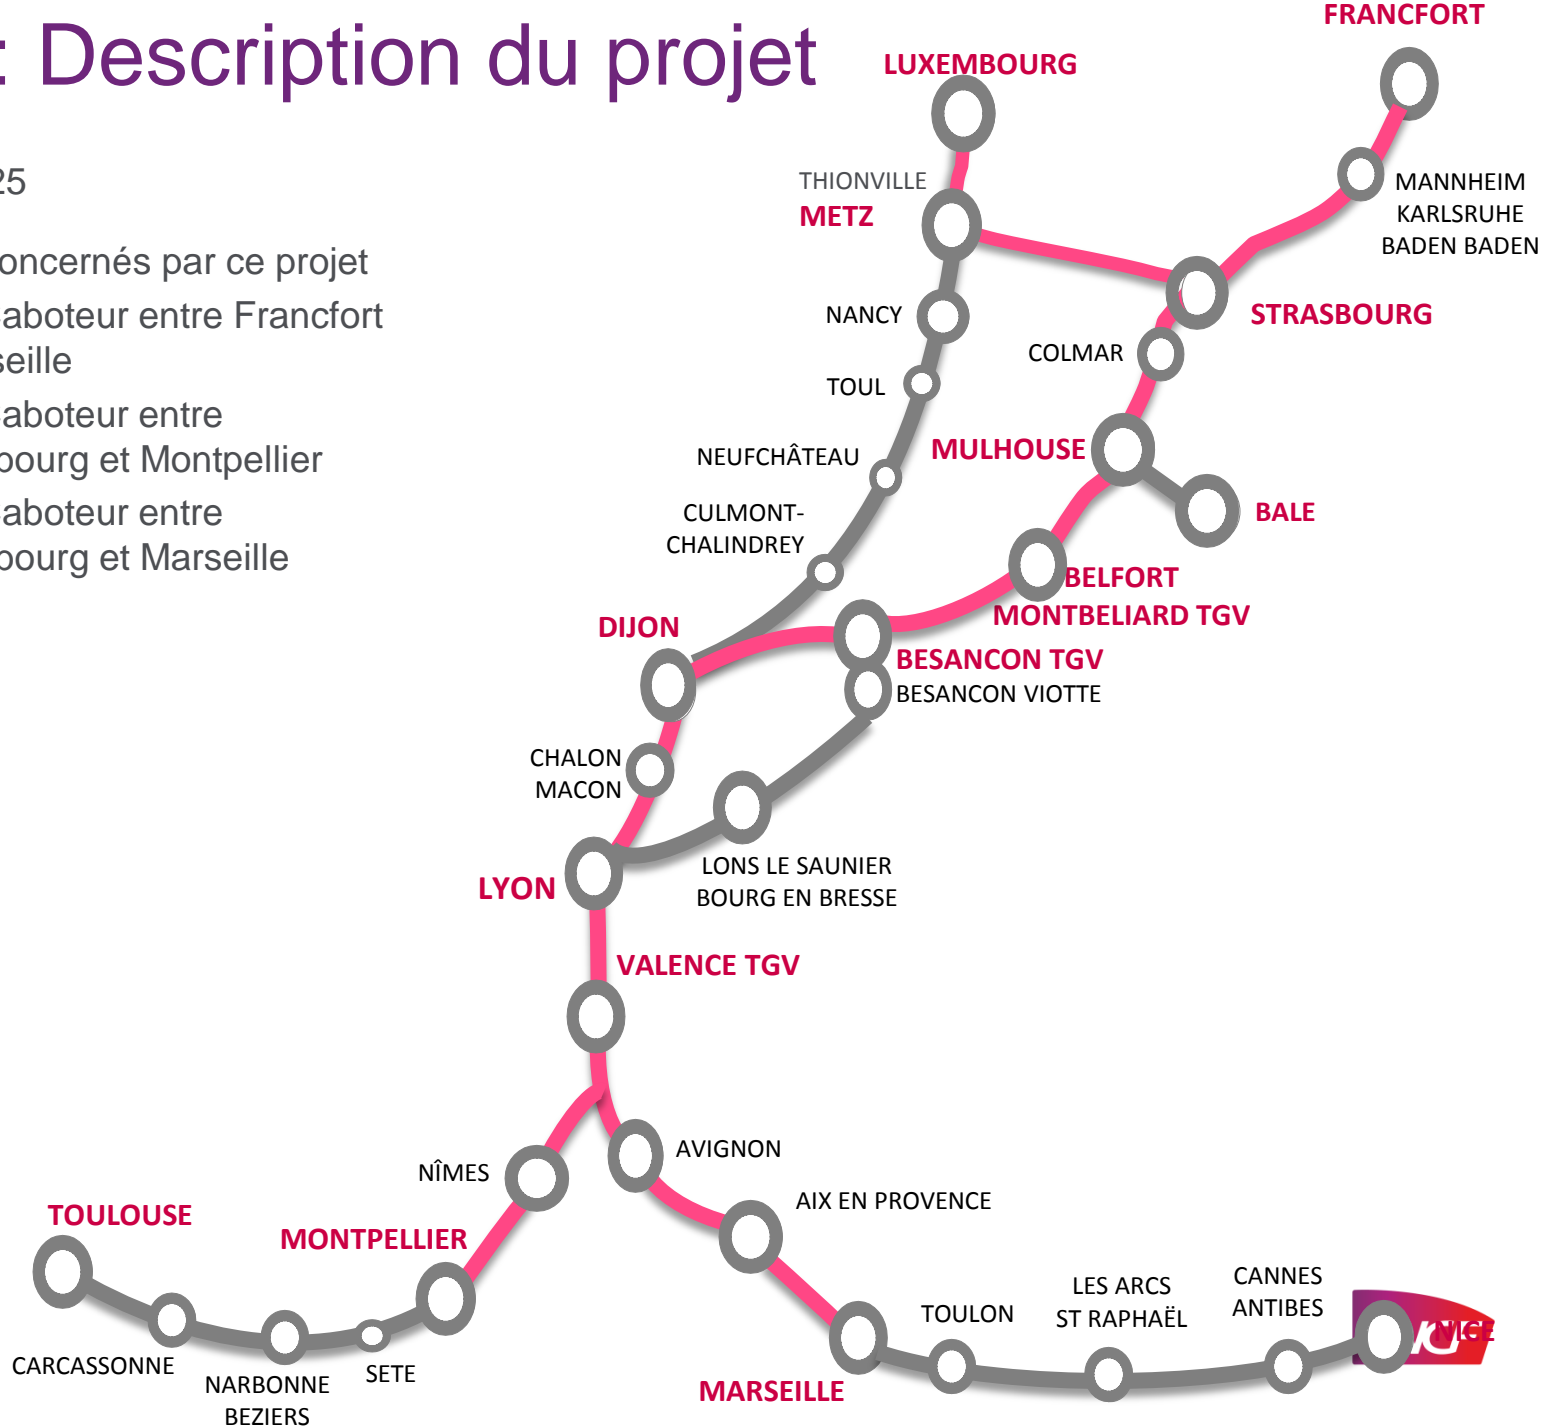 : Description du projet
25
oncernés par ce projet
aboteur entre Francfort
seille
aboteur entre
bourg et Montpellier
aboteur entre
bourg et Marseille
FRANCFORT
LUXEMBOURG
THIONVILLE
METZ
MANNHEIM
KARLSRUHE
BADEN BADEN
NANCY
STRASBOURG
COLMAR
TOUL
NEUFCHÂTEAU
MULHOUSE
CULMONT-
CHALINDREY
BALE
BELFORT
MONTBELIARD TGV
DIJON
BESANCON TGV
BESANCON VIOTTE
CHALON
MACON
LONS LE SAUNIER
BOURG EN BRESSE
LYON
VALENCE TGV
AVIGNON
NÎMES
AIX EN PROVENCE
TOULOUSE
MONTPELLIER
CANNES
ANTIBES
LES ARCS
ST RAPHAËL
TOULON
NICE
CARCASSONNE
NARBONNE
BEZIERS
SETE
MARSEILLE